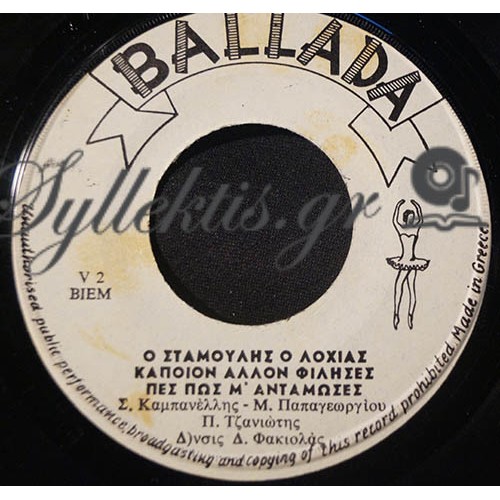 BALLADA
Syllektis.gr
V 2
BIEM
Ο ΣΤΑΜΟΥΛΗΣ Ο ΛΟΧΙΑΣ
ΚΑΠΟΙΟΝ ΑΛΛΟΝ ΦΙΛΗΣΕΣ
ΠΕΣ ΠΩΣ Μ' ΑΝΤΑΜΩΣΕΣ
Σ. Καμπανέλλης - Μ. Παπαγεωργίου
Π. Τζανιώτης
Δ)νσις Δ. Φακιολάς
Unauthorised public performance, broadcasting and copying of this record prohibited Made in Greece